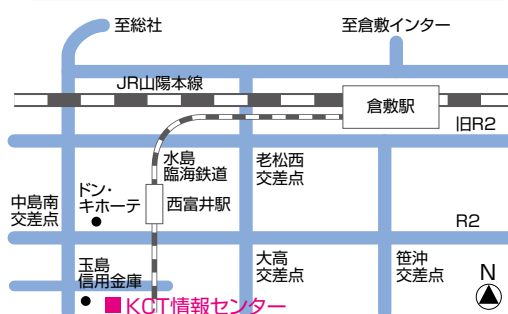 至総社
至倉敷インター
JR山陽本線
倉敷駅
旧R2
水島
臨海鉄道
老松西
交差点
ドン・
キホーテ
西富井駅
中島南
交差点
R2
玉島
信用金庫
大高
交差点
笹沖
交差点
N
KCT情報センター